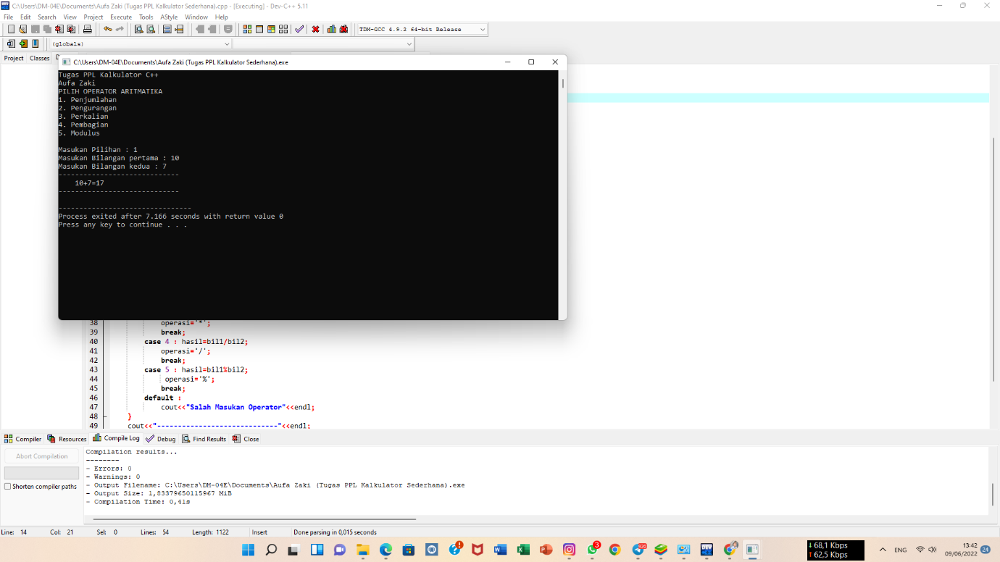 C:\Users\DM-04E\Documents\Aufa Zaki (Tugas PPL Kalkulator Sederhana).cpp - [Executing] - Dev-C++ 5.11
File Edit Search View Project Execute Tools AStyle Window Help
TDM-GCC 4.9.2 64-bit Release
(globals)
Project Classes
C:\Users\DM-04E\Documents\Aufa Zaki (Tugas PPL Kalkulator Sederhana).exe
Tugas PPL Kalkulator C++
Aufa Zaki
PILIH OPERATOR ARITMATIKA
1. Penjumlahan
2. Pengurangan
3. Perkalian
4. Pembagian
5. Modulus
Masukan Pilihan : 1
Masukan Bilangan pertama : 10
Masukan Bilangan kedua : 7
-----------------------------
10+7=17
-----------------------------
--------------------------------
Process exited after 7.166 seconds with return value 0
Press any key to continue . . .
38 operasi='*';
39 break;
40 case 4 : hasil=bil1/bil2;
41 operasi='/';
42 break;
43 case 5 : hasil=bil1%bil2;
44 operasi='%';
45 break;
46 default :
47 cout<<"Salah Masukan Operator"<<endl;
48 }
49 cout<<"-----------------------------"<<endl;
Compiler Resources Compile Log Debug Find Results Close
Abort Compilation
Shorten compiler paths
Compilation results...
--------
- Errors: 0
- Warnings: 0
- Output Filename: C:\Users\DM-04E\Documents\Aufa Zaki (Tugas PPL Kalkulator Sederhana).exe
- Output Size: 1,83379650115967 MiB
- Compilation Time: 0,41s
Line: 14 Col: 21 Sel: 0 Lines: 54 Length: 1122 Insert Done parsing in 0,015 seconds
68,1 Kbps
62,5 Kbps
ENG
13:42
09/06/2022
24
3